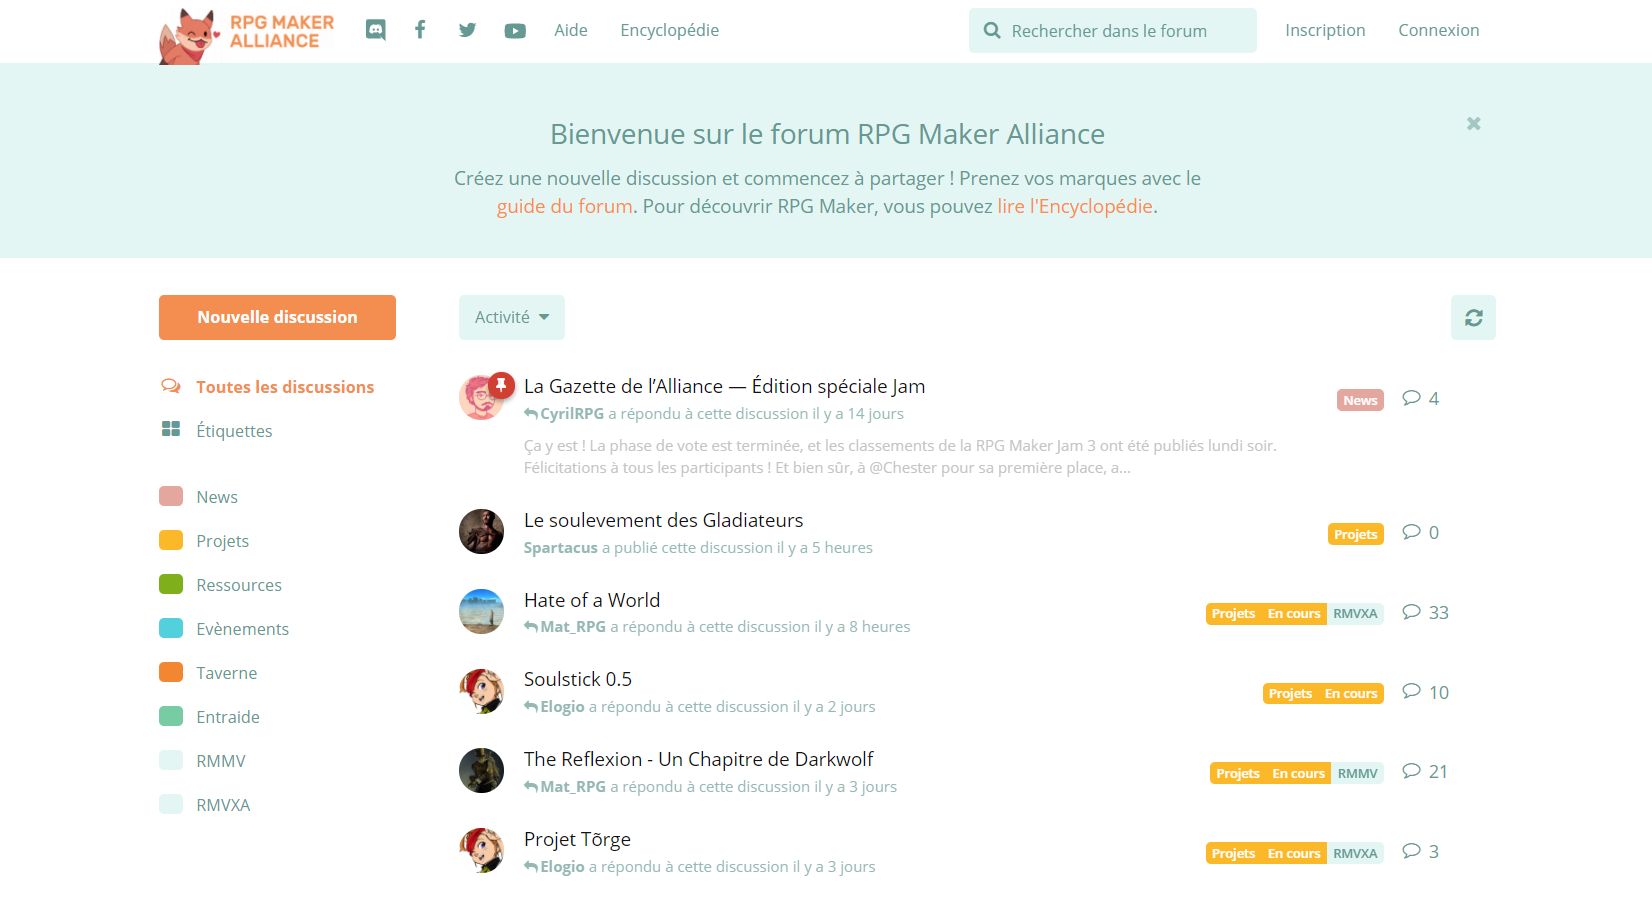 RPG MAKER
ALLIANCE
Aide
Encyclopédie
Rechercher dans le forum
Inscription
Connexion
Bienvenue sur le forum RPG Maker Alliance
Créez une nouvelle discussion et commencez à partager ! Prenez vos marques avec le
guide du forum. Pour découvrir RPG Maker, vous pouvez lire l'Encyclopédie.
Nouvelle discussion
Toutes les discussions
Étiquettes
News
Projets
Ressources
Evènements
Taverne
Entraide
RMMV
RMVXA
Activité
La Gazette de l’Alliance — Édition spéciale Jam
News
4
CyrilRPG a répondu à cette discussion il y a 14 jours
Ça y est ! La phase de vote est terminée, et les classements de la RPG Maker Jam 3 ont été publiés lundi soir.
Félicitations à tous les participants ! Et bien sûr, à @Chester pour sa première place, a...
Le soulevement des Gladiateurs
Projets
0
Spartacus a publié cette discussion il y a 5 heures
Hate of a World
Projets En cours RMVXA
33
Mat_RPG a répondu à cette discussion il y a 8 heures
Soulstick 0.5
Projets En cours
10
Elogio a répondu à cette discussion il y a 2 jours
The Reflexion - Un Chapitre de Darkwolf
Projets En cours RMMV
21
Mat_RPG a répondu à cette discussion il y a 3 jours
Projet Tõrge
Projets En cours RMVXA
3
Elogio a répondu à cette discussion il y a 3 jours